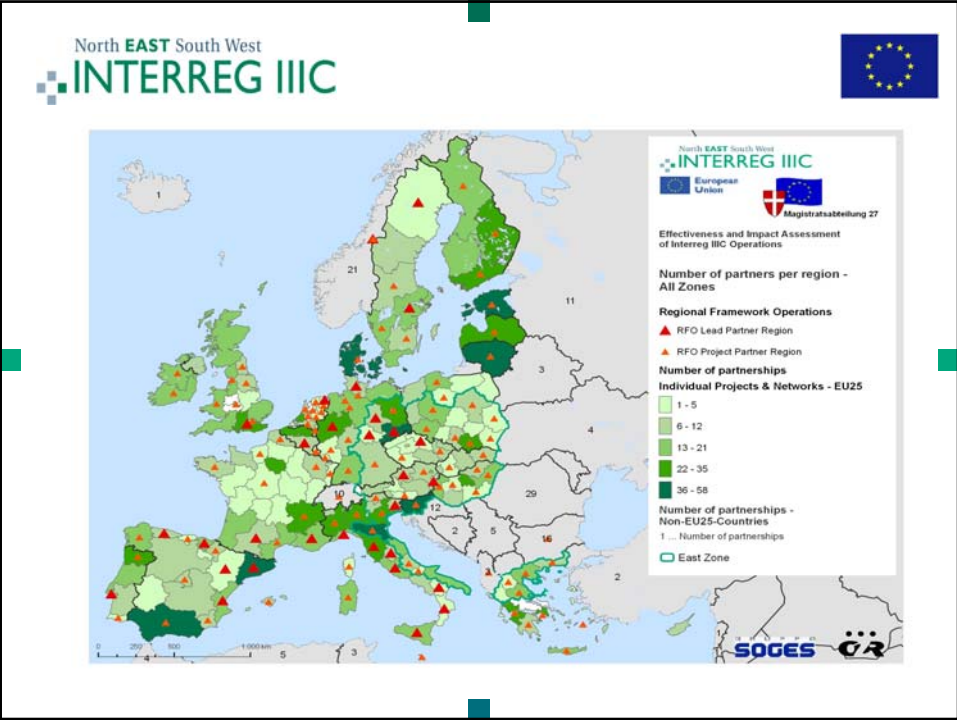 North EAST South West
INTERREG IIIC
North EAST South West
INTERREG IIIC
European
Union
Magistratsabteilung 27
Effectiveness and Impact Assessment
of Interreg IIIC Operations
Number of partners per region -
All Zones
Regional Framework Operations
RFO Lead Partner Region
RFO Project Partner Region
Number of partnerships
Individual Projects & Networks - EU25
1 - 5
6 - 12
13 - 21
22 - 35
36 - 58
Number of partnerships -
Non-EU25-Countries
1 ... Number of partnerships
East Zone
1
21
11
3
4
29
10
12
2
5
2
0 250 500 1 000 km
4
5
3
SOGES
ÖIR